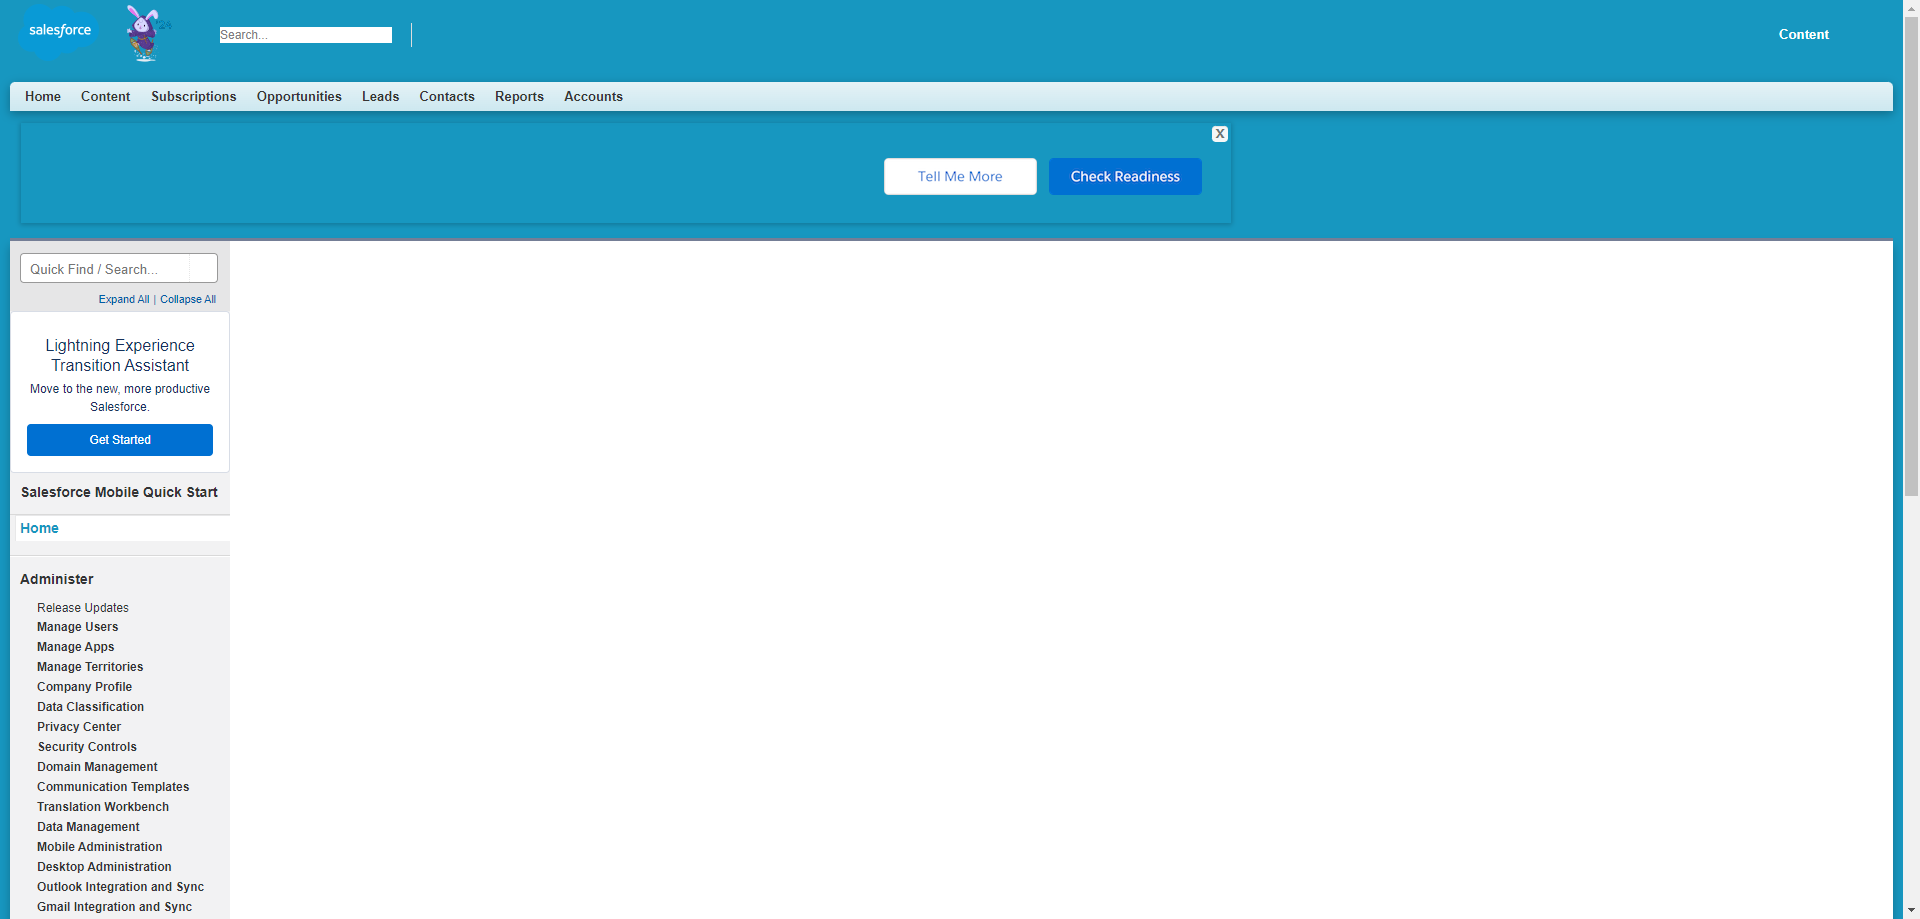 salesforce
'24
Search...
Content
Home Content Subscriptions Opportunities Leads Contacts Reports Accounts
X
Tell Me More Check Readiness
Quick Find / Search...
Expand All | Collapse All
Lightning Experience
Transition Assistant
Move to the new, more productive
Salesforce.
Get Started
Salesforce Mobile Quick Start
Home
Administer
Release Updates
Manage Users
Manage Apps
Manage Territories
Company Profile
Data Classification
Privacy Center
Security Controls
Domain Management
Communication Templates
Translation Workbench
Data Management
Mobile Administration
Desktop Administration
Outlook Integration and Sync
Gmail Integration and Sync